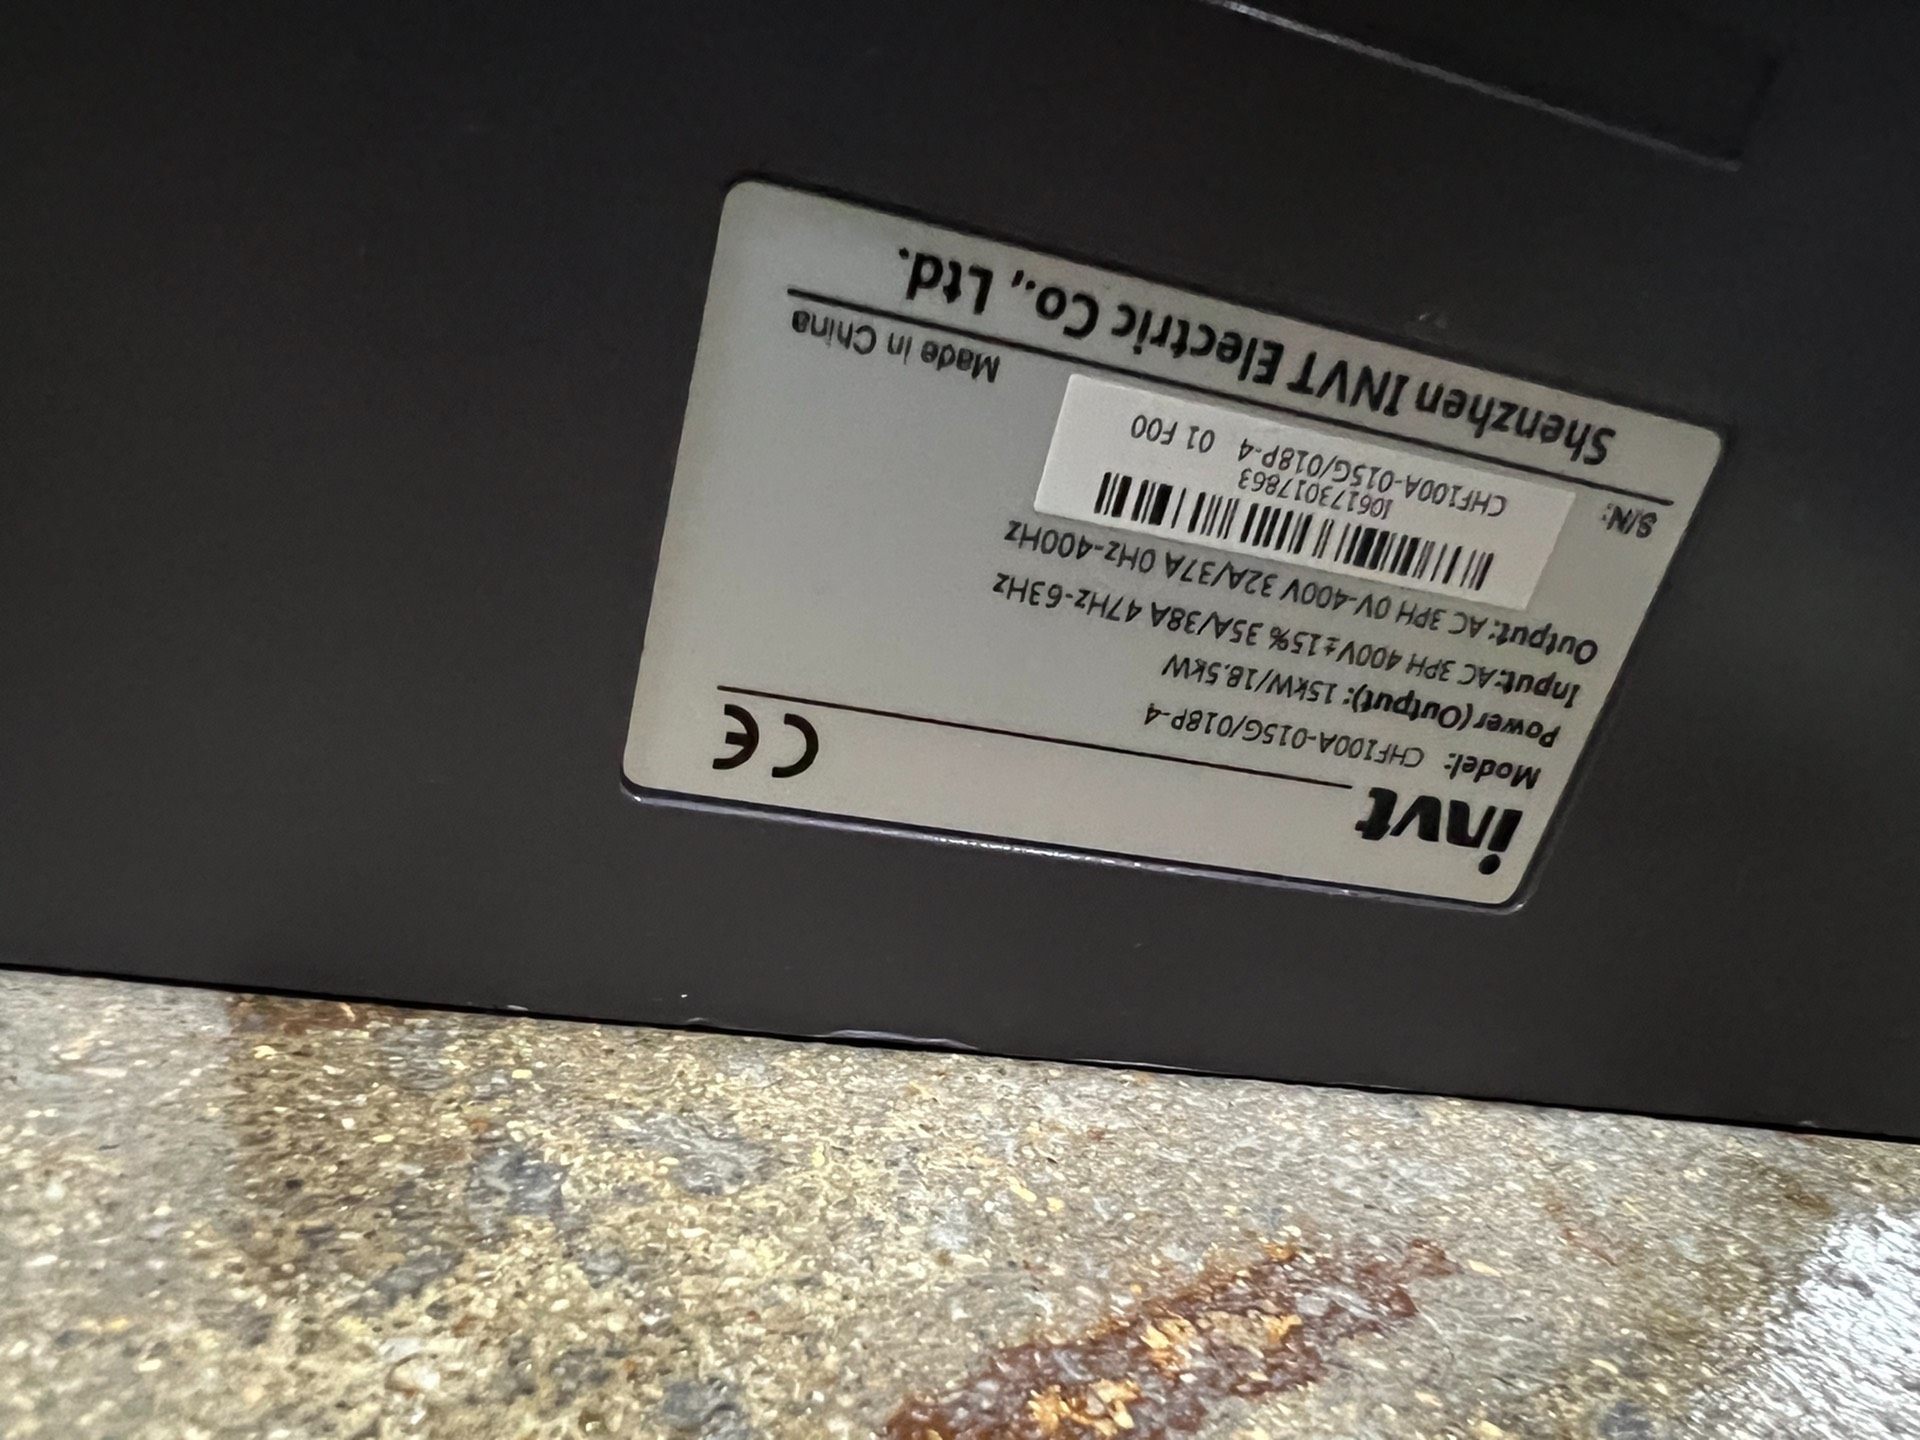 invt
CE
Model: CHF100A-015G/018P-4
Power(Output): 15kW/18.5kW
Input: AC 3PH 400V±15% 35A/38A 47Hz-63Hz
Output: AC 3PH 0V-400V 32A/37A 0Hz-400Hz
S/N:
106173017863
CHF100A-015G/018P-4 01 F00
Made in China
Shenzhen INVT Electric Co., Ltd.